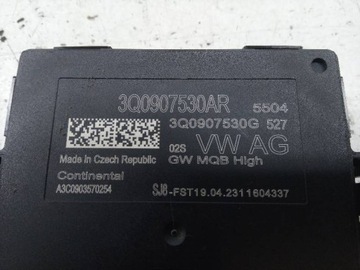 3Q0907530AR 5504
3Q0907530G 527
02S VW AG
Made in Czech Republic GW MQB High
Continental
A3C0903570254 SJ8-FST19.04.2311604337